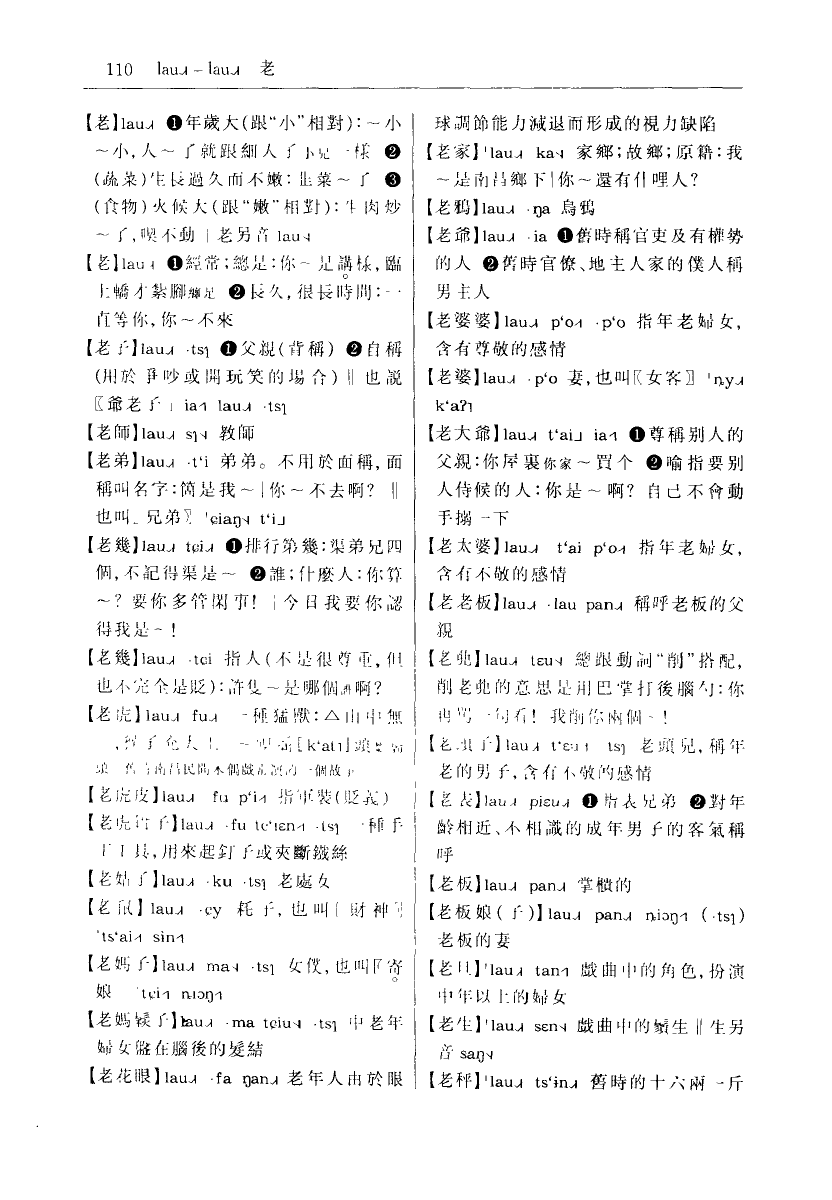 110 lau˩˧ – lau˩˧ 老
【老】lau˩˧ ❶年歲大(跟“小”相對)：～小
～小,人～了就跟細人子一樣 ❷
(蔬菜)生長過久而不嫩：韭菜～了 ❸
(食物)火候大(跟“嫩”相對)：牛肉炒
～了,喫不動｜老另音 lau
【老】lau ❶經常；總是：你～是講樣,臨
上轎才紥腳 ❷長久,很長時間：
直等你,你～不來
【老子】lau ·tsɿ ❶父親(背稱) ❷自稱
(用於爭吵或開玩笑的場合)‖也説
〖爺老子〗ia lau ·tsɿ
【老師】lau sɿ 教師
【老弟】lau ·t‘i 弟弟。不用於面稱,面
稱叫名字：箇是我～｜你～不去啊？‖
也叫〖兄弟〗ˈɕiaŋ t‘i
【老幾】lau tɕi ❶排行第幾：渠弟兄四
個,不記得渠是～ ❷誰；什麼人：你算
～？要你多管閑事！｜今日我要你認
得我是～！
【老幾】lau ·tɕi 指人(不是很尊重,但
也不完全是貶)：許隻～是哪個啊？
【老虎】lau fu 一種猛獸：△山中無
[k‘at]頭
舊時南昌民間木偶戲 一個故事
【老虎皮】lau fu p‘i 指軍裝(貶義)
【老虎鉗子】lau ·fu tɕ‘iɛn ·tsɿ 一種手
工工具,用來起釘子或夾斷鐵絲
【老姑子】lau ·ku ·tsɿ 老處女
【老鼠】lau ·ɕy 耗子,也叫〖財神〗
ˈts‘ai sin
【老媽子】lau ma ·tsɿ 女僕,也叫〖寄
娘〗ˈtɕi ȵiɔŋ
【老媽鬏子】lau ·ma tɕiu ·tsɿ 中老年
婦女盤在腦後的髮結
【老花眼】lau ·fa ŋan 老年人由於眼
球調節能力減退而形成的視力缺陷
【老家】ˈlau ka 家鄉；故鄉；原籍：我
～是南昌鄉下｜你～還有什哩人？
【老鴉】lau ·ŋa 烏鴉
【老爺】lau ·ia ❶舊時稱官吏及有權勢
的人 ❷舊時官僚、地主人家的僕人稱
男主人
【老婆婆】lau p‘o ·p‘o 指年老婦女,
含有尊敬的感情
【老婆】lau ·p‘o 妻,也叫〖女客〗ˈȵy
k‘aʔ
【老大爺】lau t‘ai ia ❶尊稱别人的
父親：你屋裏你家～買个 ❷喻指要别
人侍候的人：你是～啊？自己不會動
手搦一下
【老太婆】lau t‘ai p‘o 指年老婦女,
含有不敬的感情
【老老板】lau ·lau pan 稱呼老板的父
親
【老】lau tɛu 總跟動詞“削”搭配,
削老的意思是用巴掌打後腦勺：你
再駡一句看！我削你兩個～！
【老頭子】lau t‘ɛu tsɿ 老頭兒,稱年
老的男子,含有不敬的感情
【老表】lau piɛu ❶指表兄弟 ❷對年
齡相近、不相識的成年男子的客氣稱
呼
【老板】lau pan 掌櫃的
【老板娘(子)】lau pan ȵiɔŋ (·tsɿ)
老板的妻
【老旦】ˈlau tan 戲曲中的角色,扮演
中年以上的婦女
【老生】ˈlau sɛn 戲曲中的鬚生‖生另
音 saŋ
【老秤】ˈlau ts‘in 舊時的十六兩一斤